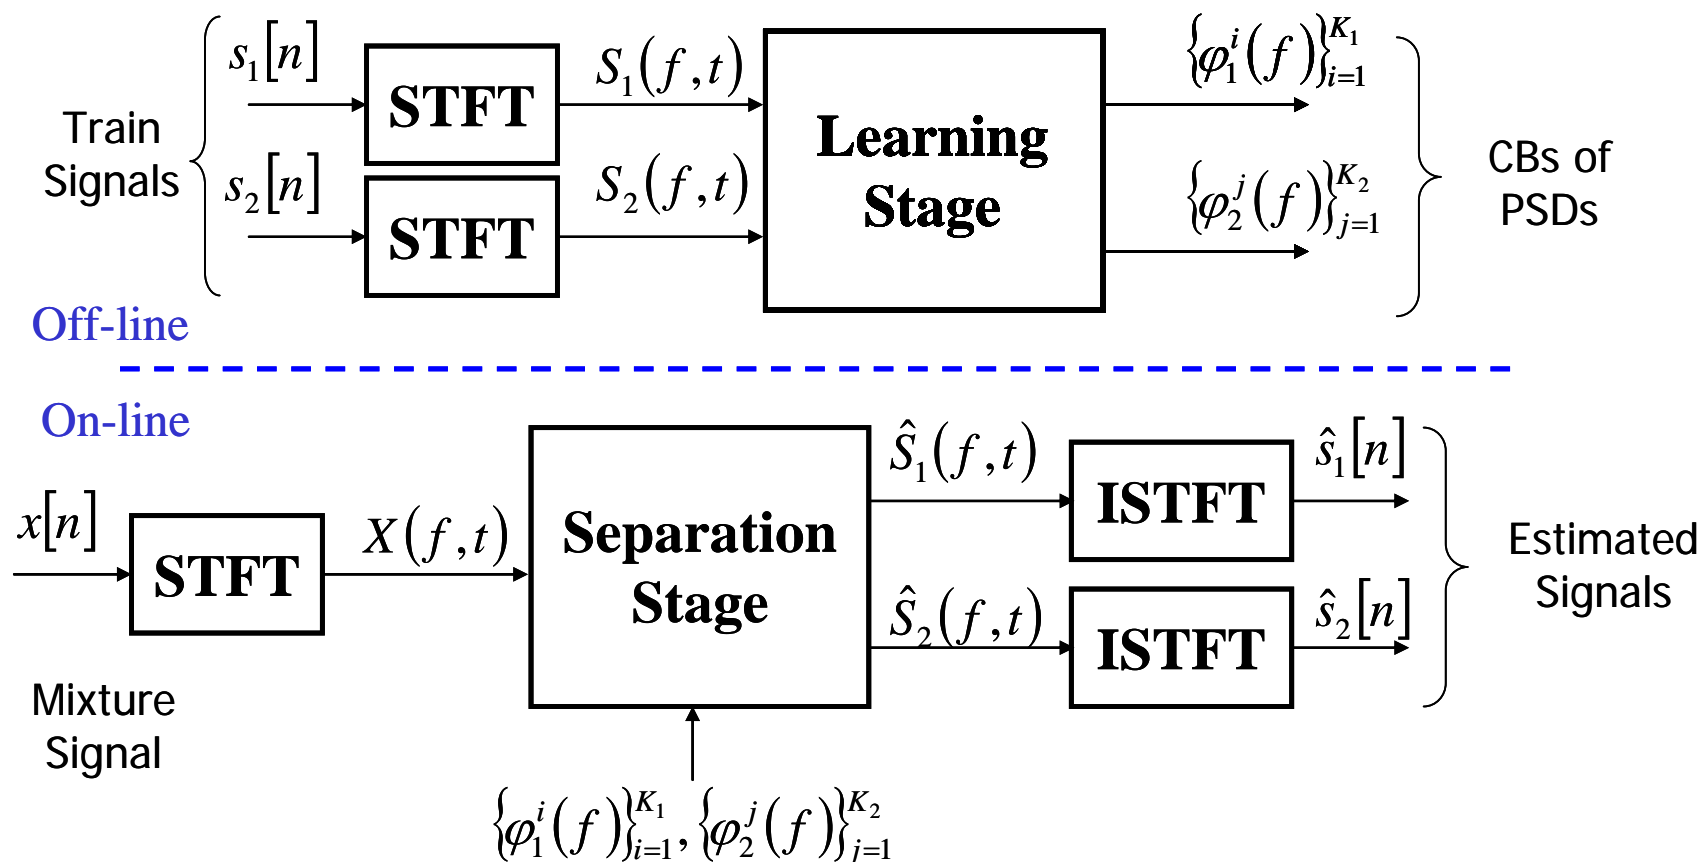 s₁[n]
STFT
S₁(f,t)
Learning
Stage
{φ₁ⁱ(f)}ᵢ₌₁ᴷ¹
Train
Signals
s₂[n]
STFT
S₂(f,t)
{φ₂ʲ(f)}ⱼ₌₁ᴷ²
CBs of
PSDs
Off-line
On-line
x[n]
STFT
X(f,t)
Separation
Stage
Ŝ₁(f,t)
ISTFT
ŝ₁[n]
Ŝ₂(f,t)
ISTFT
ŝ₂[n]
Estimated
Signals
Mixture
Signal
{φ₁ⁱ(f)}ᵢ₌₁ᴷ¹, {φ₂ʲ(f)}ⱼ₌₁ᴷ²